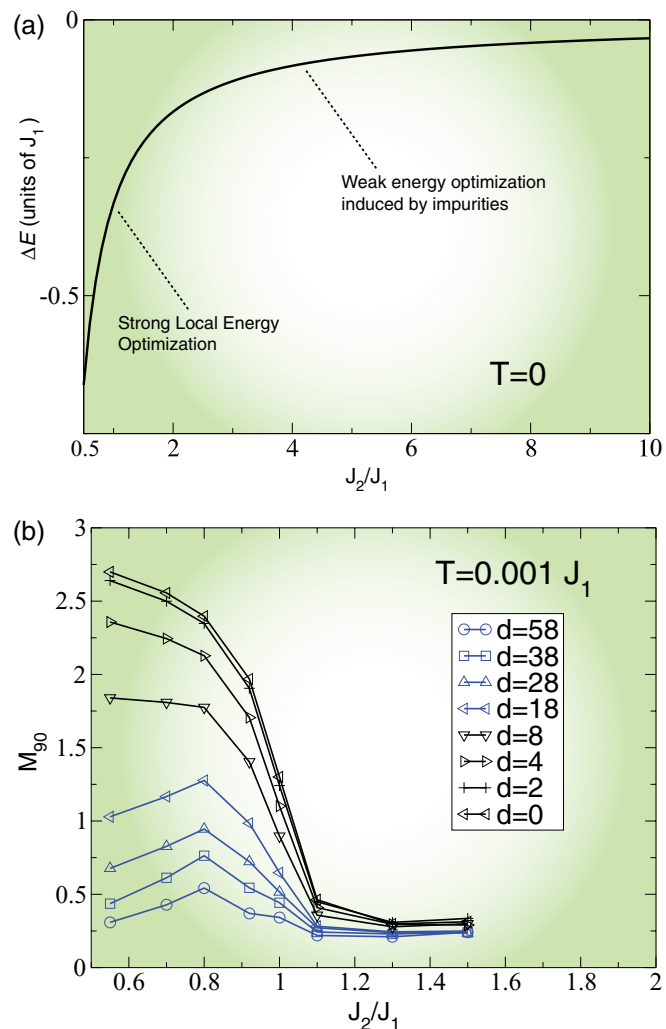 (a)
0
-0.5
ΔE (units of J₁)
Weak energy optimization
induced by impurities
Strong Local Energy
Optimization
T=0
0.5
2
4
6
8
10
J₂/J₁
(b)
3
2.5
2
1.5
1
0.5
0
M₉₀
T=0.001 J₁
d=58
d=38
d=28
d=18
d=8
d=4
d=2
d=0
0.6
0.8
1
1.2
1.4
1.6
1.8
2
J₂/J₁